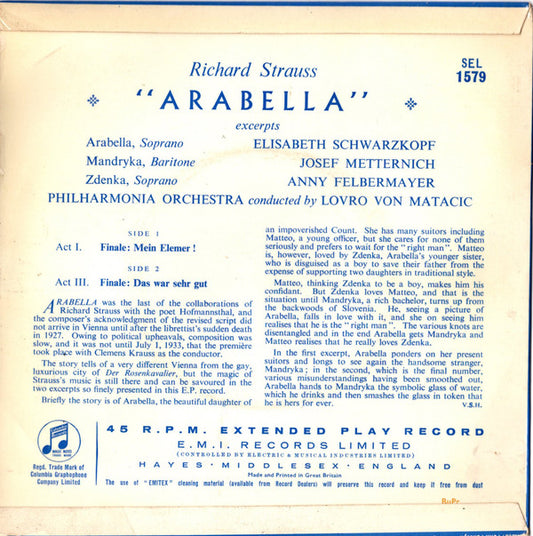 SEL
1579
Richard Strauss
"ARABELLA"
excerpts
Arabella, Soprano ELISABETH SCHWARZKOPF
Mandryka, Baritone JOSEF METTERNICH
Zdenka, Soprano ANNY FELBERMAYER
PHILHARMONIA ORCHESTRA conducted by LOVRO VON MATACIC
SIDE 1
Act I. Finale: Mein Elemer!
SIDE 2
Act III. Finale: Das war sehr gut
ARABELLA was the last of the collaborations of
Richard Strauss with the poet Hofmannsthal, and
the composer's acknowledgment of the revised script did
not arrive in Vienna until after the librettist's sudden death
in 1927. Owing to political upheavals, composition was
slow, and it was not until July 1, 1933, that the première
took place with Clemens Krauss as the conductor.
The story tells of a very different Vienna from the gay,
luxurious city of Der Rosenkavalier, but the magic of
Strauss's music is still there and can be savoured in the
two excerpts so finely presented in this E.P. record.
Briefly the story is of Arabella, the beautiful daughter of
an impoverished Count. She has many suitors including
Matteo, a young officer, but she cares for none of them
seriously and prefers to wait for the "right man". Matteo
is, however, loved by Zdenka, Arabella's younger sister,
who is disguised as a boy to save their father from the
expense of supporting two daughters in traditional style.
Matteo, thinking Zdenka to be a boy, makes him his
confidant. But Zdenka loves Matteo, and that is the
situation until Mandryka, a rich bachelor, turns up from
the backwoods of Slovenia. He, seeing a picture of
Arabella, falls in love with it, and she on seeing him
realises that he is the "right man". The various knots are
disentangled and in the end Arabella gets Mandryka and
Matteo realises that he really loves Zdenka.
In the first excerpt, Arabella ponders on her present
suitors and longs to see again the handsome stranger,
Mandryka; in the second, which is the final number,
various misunderstandings having been smoothed out,
Arabella hands to Mandryka the symbolic glass of water,
which he drinks and then smashes the glass in token that
he is hers for ever.
V.S.H.
Regd. Trade Mark of
Columbia Graphophone
Company Limited
45 R.P.M. EXTENDED PLAY RECORD
E.M.I. RECORDS LIMITED
(CONTROLLED BY ELECTRIC & MUSICAL INDUSTRIES LIMITED)
HAYES · MIDDLESEX · ENGLAND
Made and Printed in Great Britain
The use of "EMITEX" cleaning material (available from Record Dealers) will preserve this record and keep it free from dust